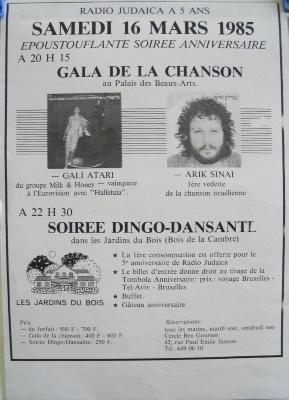 RADIO JUDAICA A 5 ANS
SAMEDI 16 MARS 1985
EPOUSTOUFLANTE SOIREE ANNIVERSAIRE
A 20 H 15
GALA DE LA CHANSON
au Palais des Beaux-Arts.
— GALI ATARI
du groupe Milk & Honey – vainqueur
à l'Eurovision avec "Halleluia".
— ARIK SINAI
1ère vedette
de la chanson israélienne
A 22 H 30
SOIREE DINGO-DANSANTE
dans les Jardins du Bois (Bois de la Cambre)
LES JARDINS DU BOIS
★ La 1ère consommation est offerte pour le
5e anniversaire de Radio Judaica
★ Le billet d'entrée donne droit au tirage de la
Tombola Anniversaire: prix: voyage Bruxelles -
Tel-Aviv - Bruxelles
★ Buffet.
★ Gâteau anniversaire
Prix
— du forfait: 500 F - 700 F.
— Gala de la chanson: 400 F - 600 F.
— Soirée Dingo-Dansante: 250 F.
Réservations:
tous les matins, mardi soir, vendredi soir
Cercle Ben Gourion
42, rue Paul Emile Janson
Tél. 649 06 10